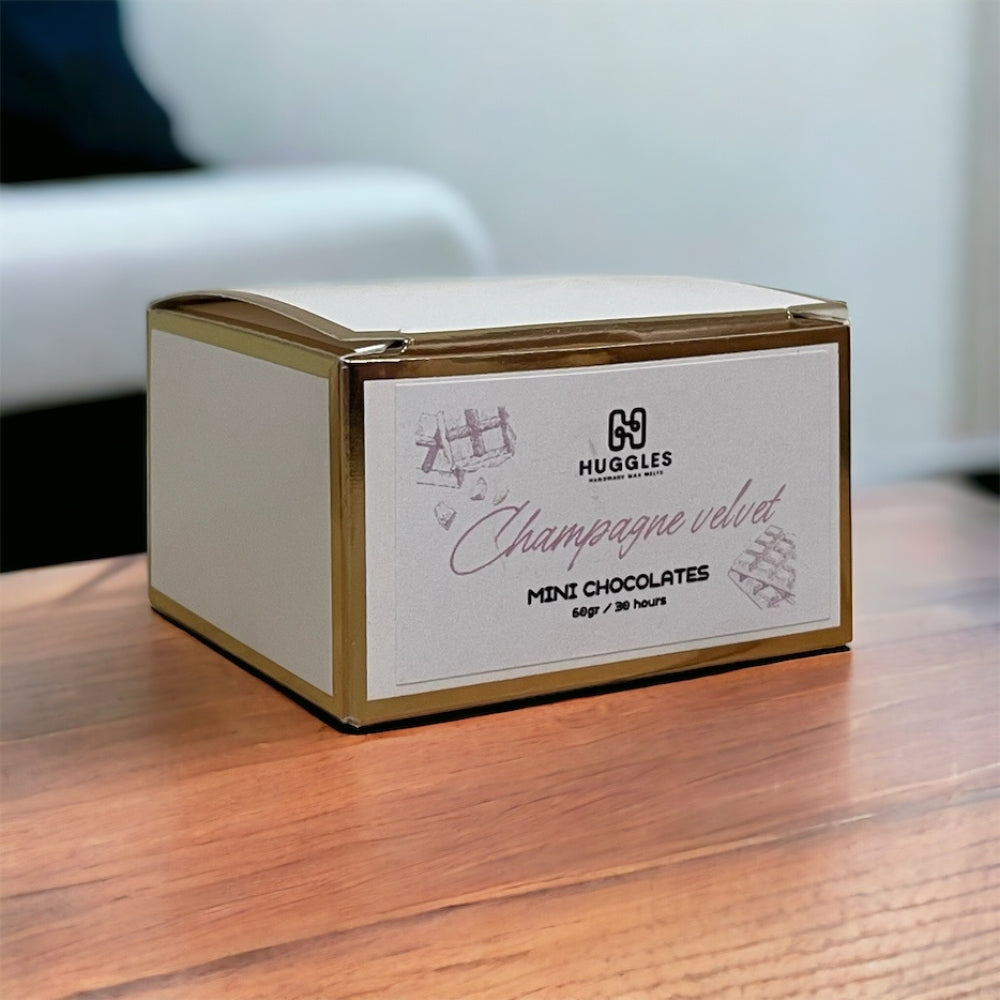 HUGGLES
HANDMADE WAX MELTS
Champagne velvet
MINI CHOCOLATES
60gr / 30 hours